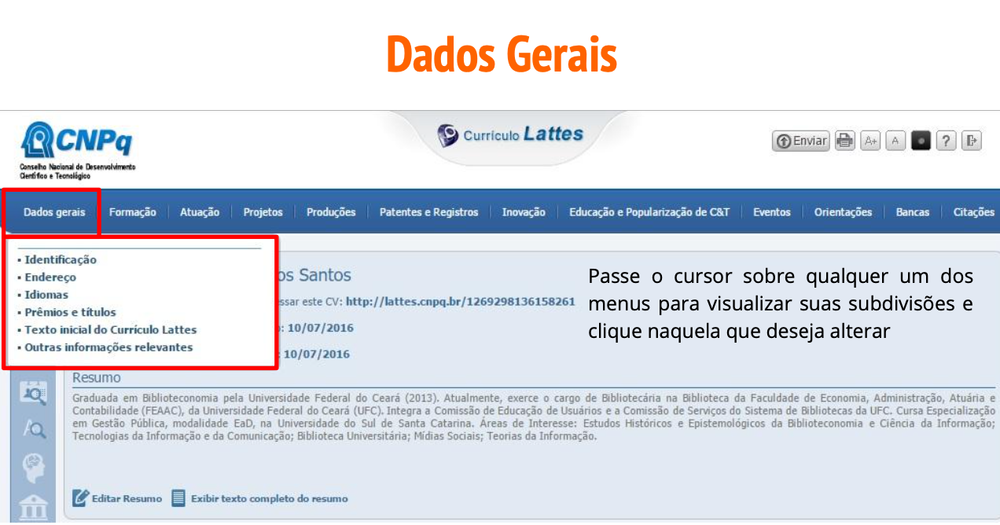 Dados Gerais
CNPq
Conselho Nacional de Desenvolvimento
Científico e Tecnológico
Currículo Lattes
Enviar
A+
A
?
Dados gerais Formação Atuação Projetos Produções Patentes e Registros Inovação Educação e Popularização de C&T Eventos Orientações Bancas Citações
▪ Identificação
▪ Endereço
▪ Idiomas
▪ Prêmios e títulos
▪ Texto inicial do Currículo Lattes
▪ Outras informações relevantes
os Santos
essar este CV: http://lattes.cnpq.br/1269298136158261
: 10/07/2016
: 10/07/2016
Passe o cursor sobre qualquer um dos
menus para visualizar suas subdivisões e
clique naquela que deseja alterar
Resumo
Graduada em Biblioteconomia pela Universidade Federal do Ceará (2013). Atualmente, exerce o cargo de Bibliotecária na Biblioteca da Faculdade de Economia, Administração, Atuária e
Contabilidade (FEAAC), da Universidade Federal do Ceará (UFC). Integra a Comissão de Educação de Usuários e a Comissão de Serviços do Sistema de Bibliotecas da UFC. Cursa Especialização
em Gestão Pública, modalidade EaD, na Universidade do Sul de Santa Catarina. Áreas de Interesse: Estudos Históricos e Epistemológicos da Biblioteconomia e Ciência da Informação;
Tecnologias da Informação e da Comunicação; Biblioteca Universitária; Mídias Sociais; Teorias da Informação.
Editar Resumo Exibir texto completo do resumo